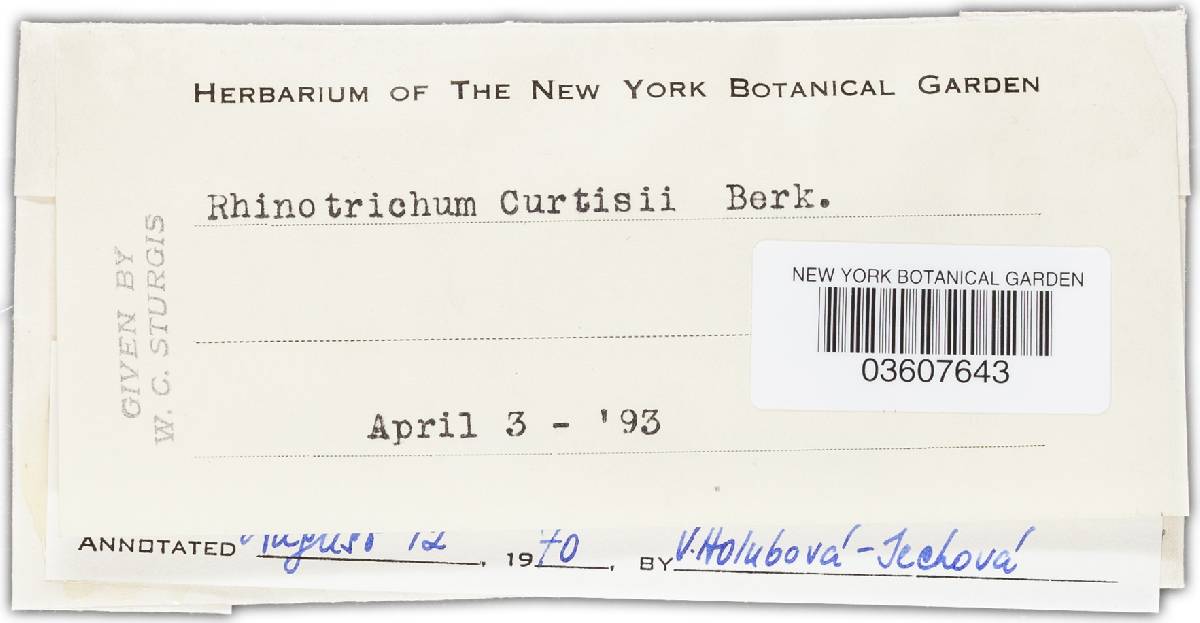 HERBARIUM OF THE NEW YORK BOTANICAL GARDEN
Rhinotrichum Curtisii Berk.
GIVEN BY
W. C. STURGIS
NEW YORK BOTANICAL GARDEN
03607643
April 3 - '93
ANNOTATED August 12, 1970, BY V. Holubová-Jechová